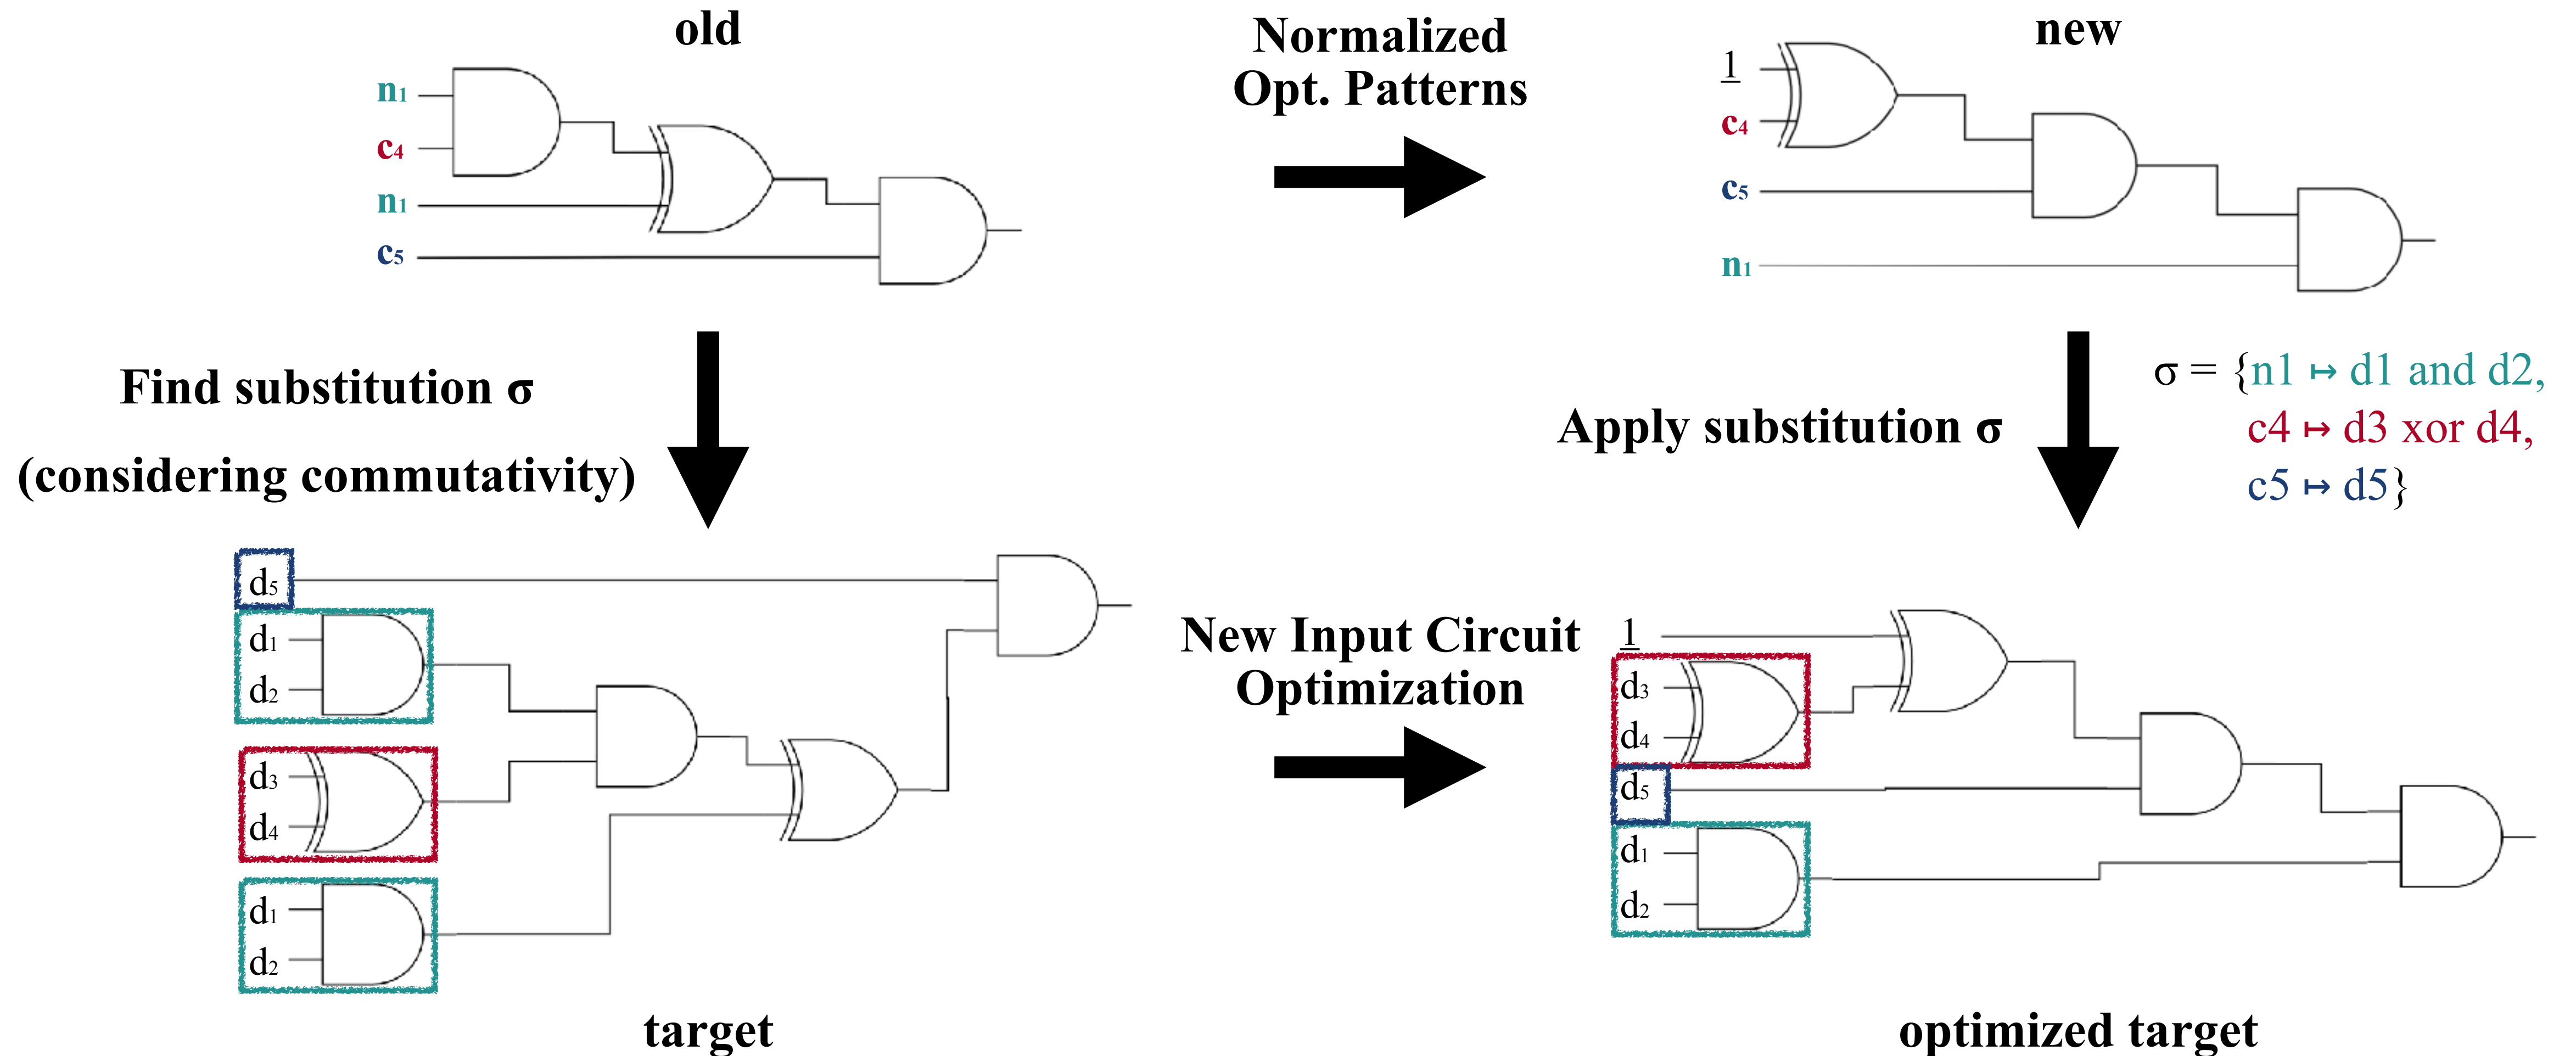 old
n₁
c₄
n₁
c₅
Normalized
Opt. Patterns
new
1
c₄
c₅
n₁
Find substitution σ
(considering commutativity)
Apply substitution σ
σ = {n1 ↦ d1 and d2,
c4 ↦ d3 xor d4,
c5 ↦ d5}
d₅
d₁
d₂
d₃
d₄
d₁
d₂
target
New Input Circuit
Optimization
1
d₃
d₄
d₅
d₁
d₂
optimized target